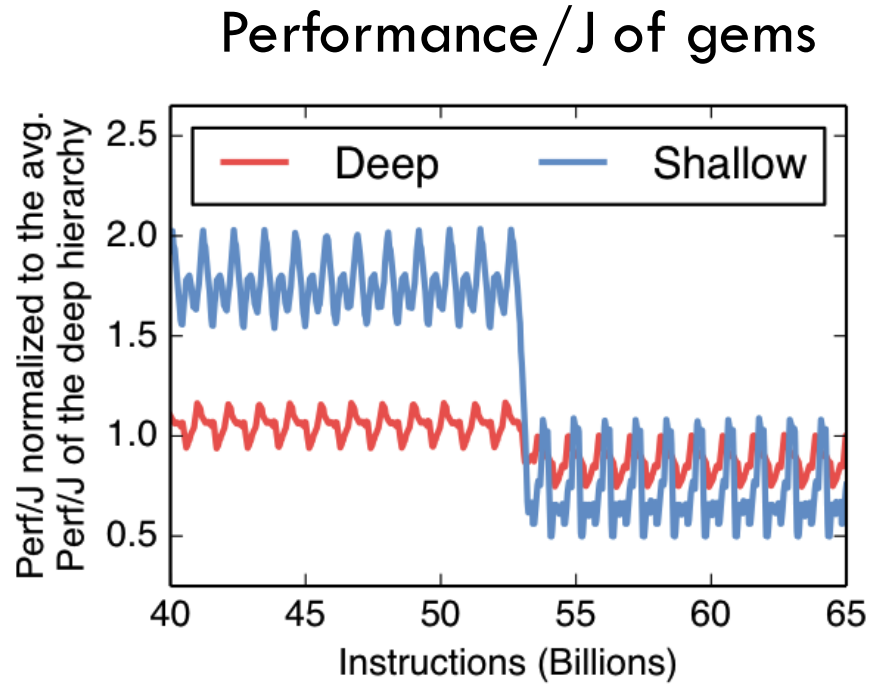 Performance/J of gems
Perf/J normalized to the avg.
Perf/J of the deep hierarchy
2.5
2.0
1.5
1.0
0.5
Deep
Shallow
40
45
50
55
60
65
Instructions (Billions)